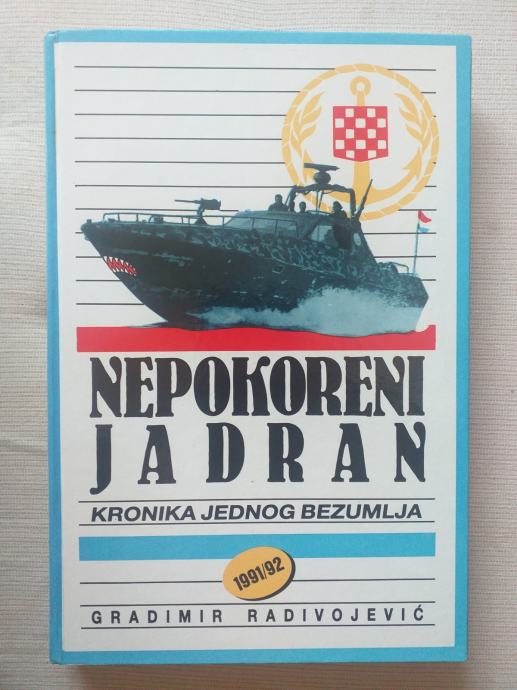 NEPOKORENI
JADRAN
KRONIKA JEDNOG BEZUMLJA
1991/92
GRADIMIR RADIVOJEVIĆ